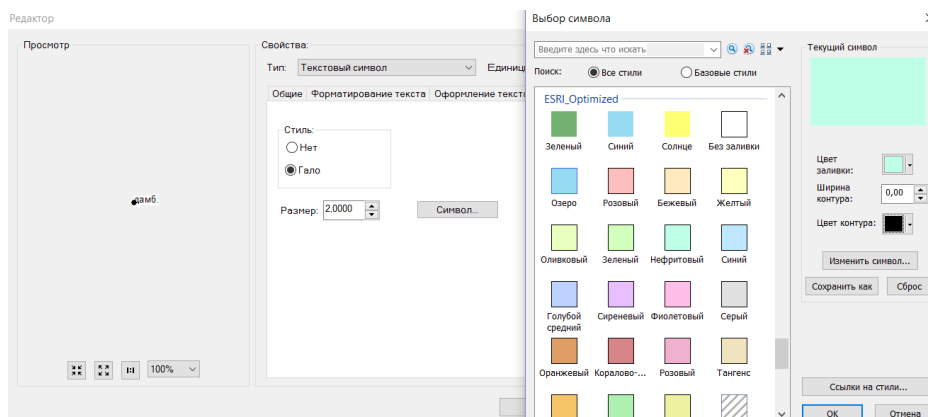 Редактор
Просмотр
дамб.
100%
Свойства:
Тип: Текстовый символ
Единиц
Общие Форматирование текста Оформление текст
Стиль:
Нет
Гало
Размер: 2,0000
Символ...
Выбор символа
Введите здесь что искать
Поиск: Все стили Базовые стили
ESRI_Optimized
Зеленый Синий Солнце Без заливки
Озеро Розовый Бежевый Желтый
Оливковый Зеленый Нефритовый Синий
Голубой средний Сиреневый Фиолетовый Серый
Оранжевый Коралово-... Розовый Тангенс
Текущий символ
Цвет заливки:
Ширина контура: 0,00
Цвет контура:
Изменить символ...
Сохранить как Сброс
Ссылки на стили...
OK Отмена